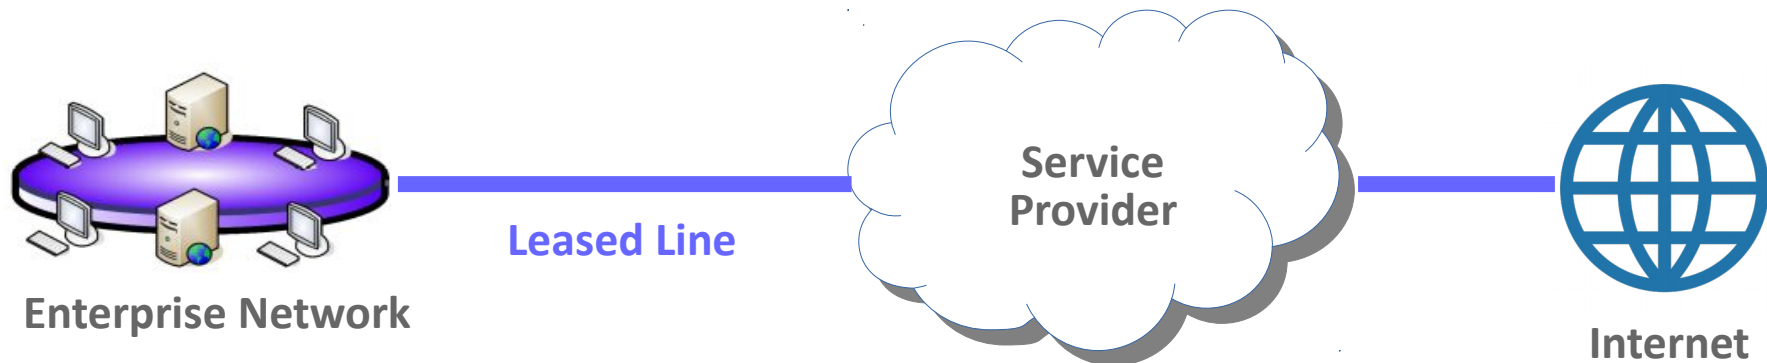 Service
Provider
Leased Line
Enterprise Network
Internet